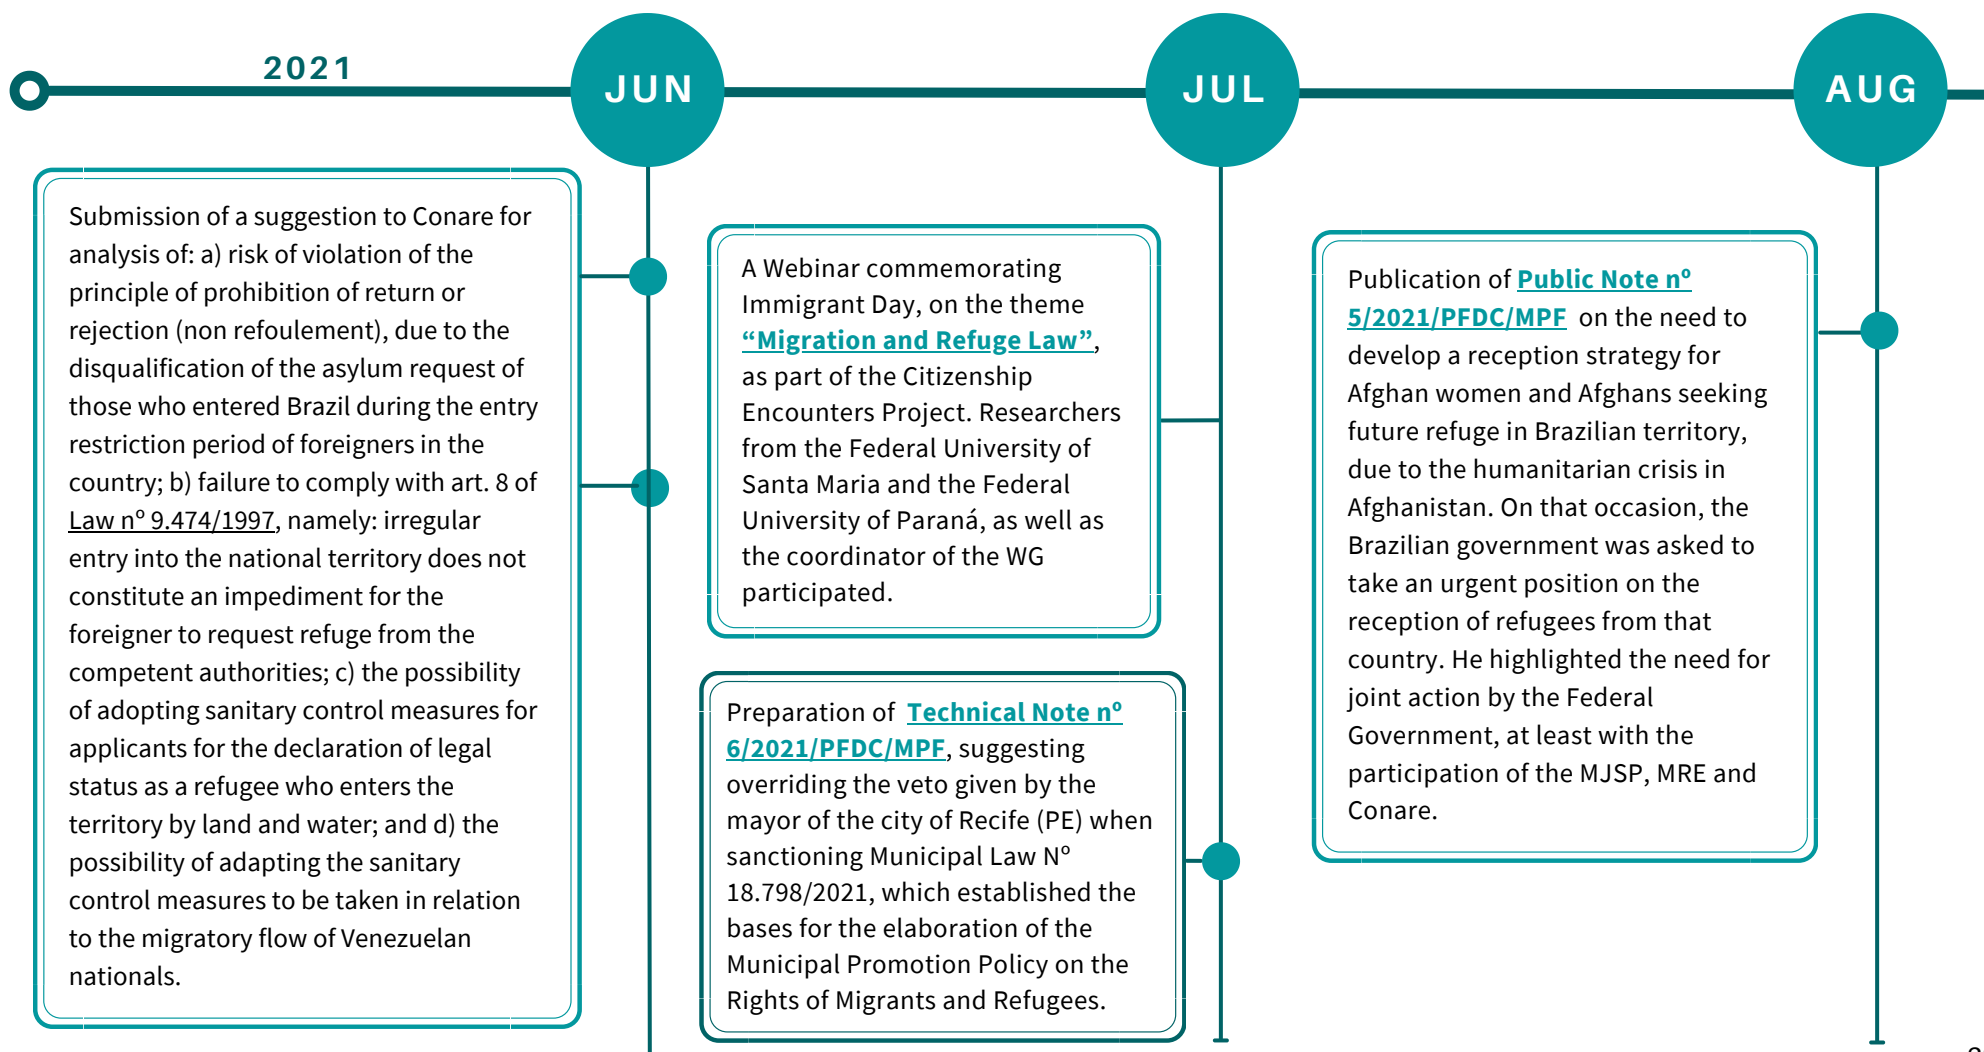 2021
JUN
JUL
AUG
Submission of a suggestion to Conare for
analysis of: a) risk of violation of the
principle of prohibition of return or
rejection (non refoulement), due to the
disqualification of the asylum request of
those who entered Brazil during the entry
restriction period of foreigners in the
country; b) failure to comply with art. 8 of
Law nº 9.474/1997, namely: irregular
entry into the national territory does not
constitute an impediment for the
foreigner to request refuge from the
competent authorities; c) the possibility
of adopting sanitary control measures for
applicants for the declaration of legal
status as a refugee who enters the
territory by land and water; and d) the
possibility of adapting the sanitary
control measures to be taken in relation
to the migratory flow of Venezuelan
nationals.
A Webinar commemorating
Immigrant Day, on the theme
“Migration and Refuge Law”,
as part of the Citizenship
Encounters Project. Researchers
from the Federal University of
Santa Maria and the Federal
University of Paraná, as well as
the coordinator of the WG
participated.
Preparation of Technical Note nº
6/2021/PFDC/MPF, suggesting
overriding the veto given by the
mayor of the city of Recife (PE) when
sanctioning Municipal Law Nº
18.798/2021, which established the
bases for the elaboration of the
Municipal Promotion Policy on the
Rights of Migrants and Refugees.
Publication of Public Note nº
5/2021/PFDC/MPF on the need to
develop a reception strategy for
Afghan women and Afghans seeking
future refuge in Brazilian territory,
due to the humanitarian crisis in
Afghanistan. On that occasion, the
Brazilian government was asked to
take an urgent position on the
reception of refugees from that
country. He highlighted the need for
joint action by the Federal
Government, at least with the
participation of the MJSP, MRE and
Conare.